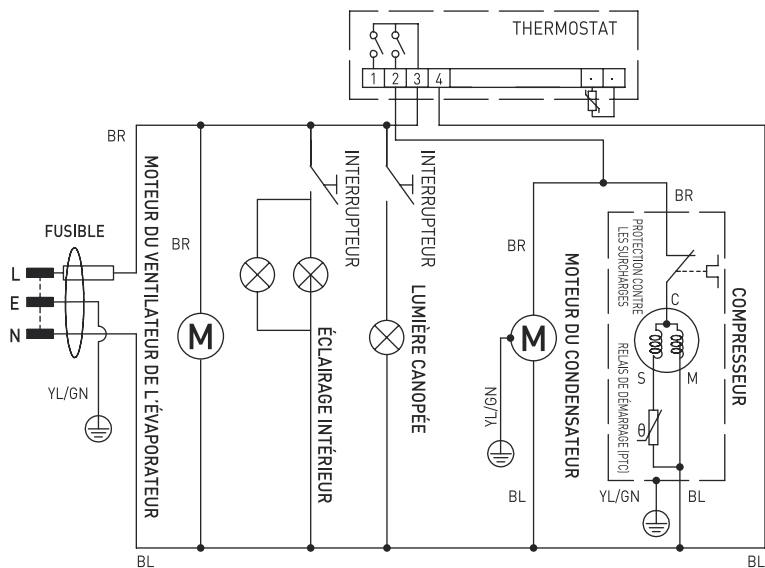 THERMOSTAT
1 2 3 4
BR
MOTEUR DU VENTILATEUR DE L'ÉVAPORATEUR
BR
INTERRUPTEUR
INTERRUPTEUR
FUSIBLE
L
E
N
YL/GN
M
ÉCLAIRAGE INTÉRIEUR
LUMIÈRE CANOPÉE
BR
M
YL/GN
MOTEUR DU CONDENSATEUR
BR
PROTECTION CONTRE
LES SURCHARGES
C
S
M
RELAIS DE DÉMARRAGE (PTC)
θ
COMPRESSEUR
BL
YL/GN
BL
BL
BL